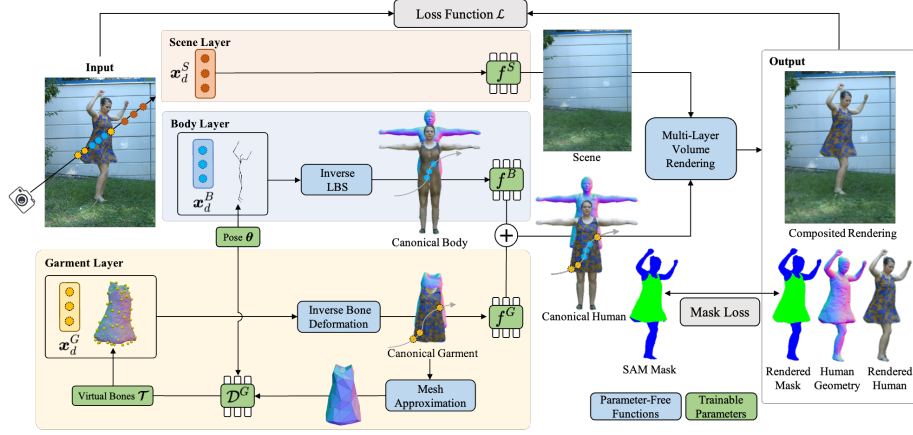 Loss Function ℒ
Input
Scene Layer
x_d^S
f^S
Scene
Body Layer
x_d^B
Inverse
LBS
Canonical Body
f^B
Pose θ
Multi-Layer
Volume
Rendering
Output
Composited Rendering
Garment Layer
x_d^G
Inverse Bone
Deformation
Canonical Garment
f^G
+
Canonical Human
Virtual Bones 𝒯
𝒟^G
Mesh
Approximation
SAM Mask
Mask Loss
Rendered
Mask
Human
Geometry
Rendered
Human
Parameter-Free
Functions
Trainable
Parameters